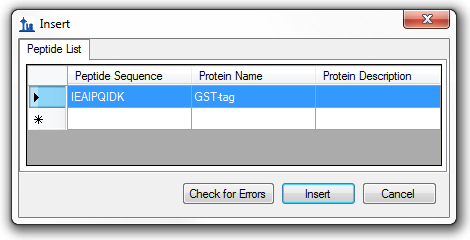 Insert
Peptide List
Peptide Sequence Protein Name Protein Description
IEAIPQIDK GST-tag
Check for Errors Insert Cancel